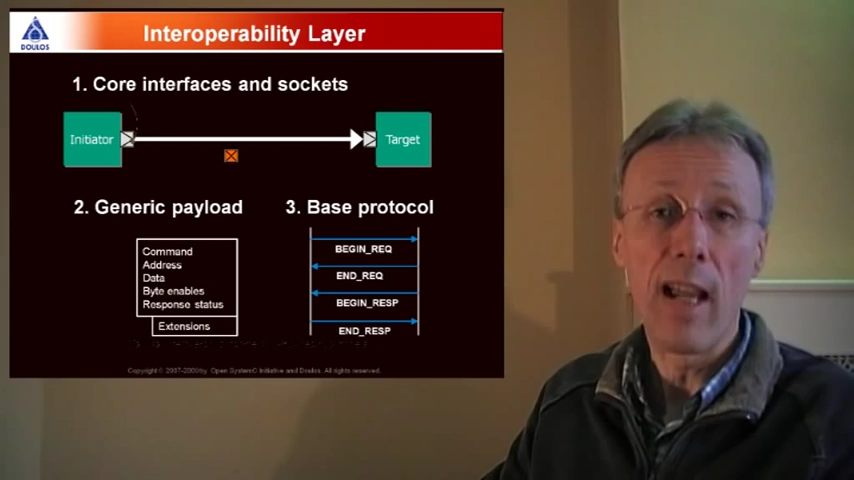 DOULOS
Interoperability Layer
1. Core interfaces and sockets
Initiator
Target
2. Generic payload
3. Base protocol
Command
Address
Data
Byte enables
Response status
Extensions
BEGIN_REQ
END_REQ
BEGIN_RESP
END_RESP
Copyright © 2007-2008 by Open SystemC Initiative and Doulos. All rights reserved.